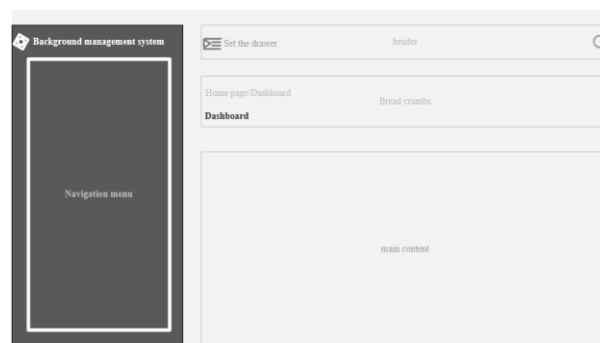 Background management system
Set the drawer
header
Home page/Dashboard
Bread crumbs
Dashboard
Navigation menu
main content